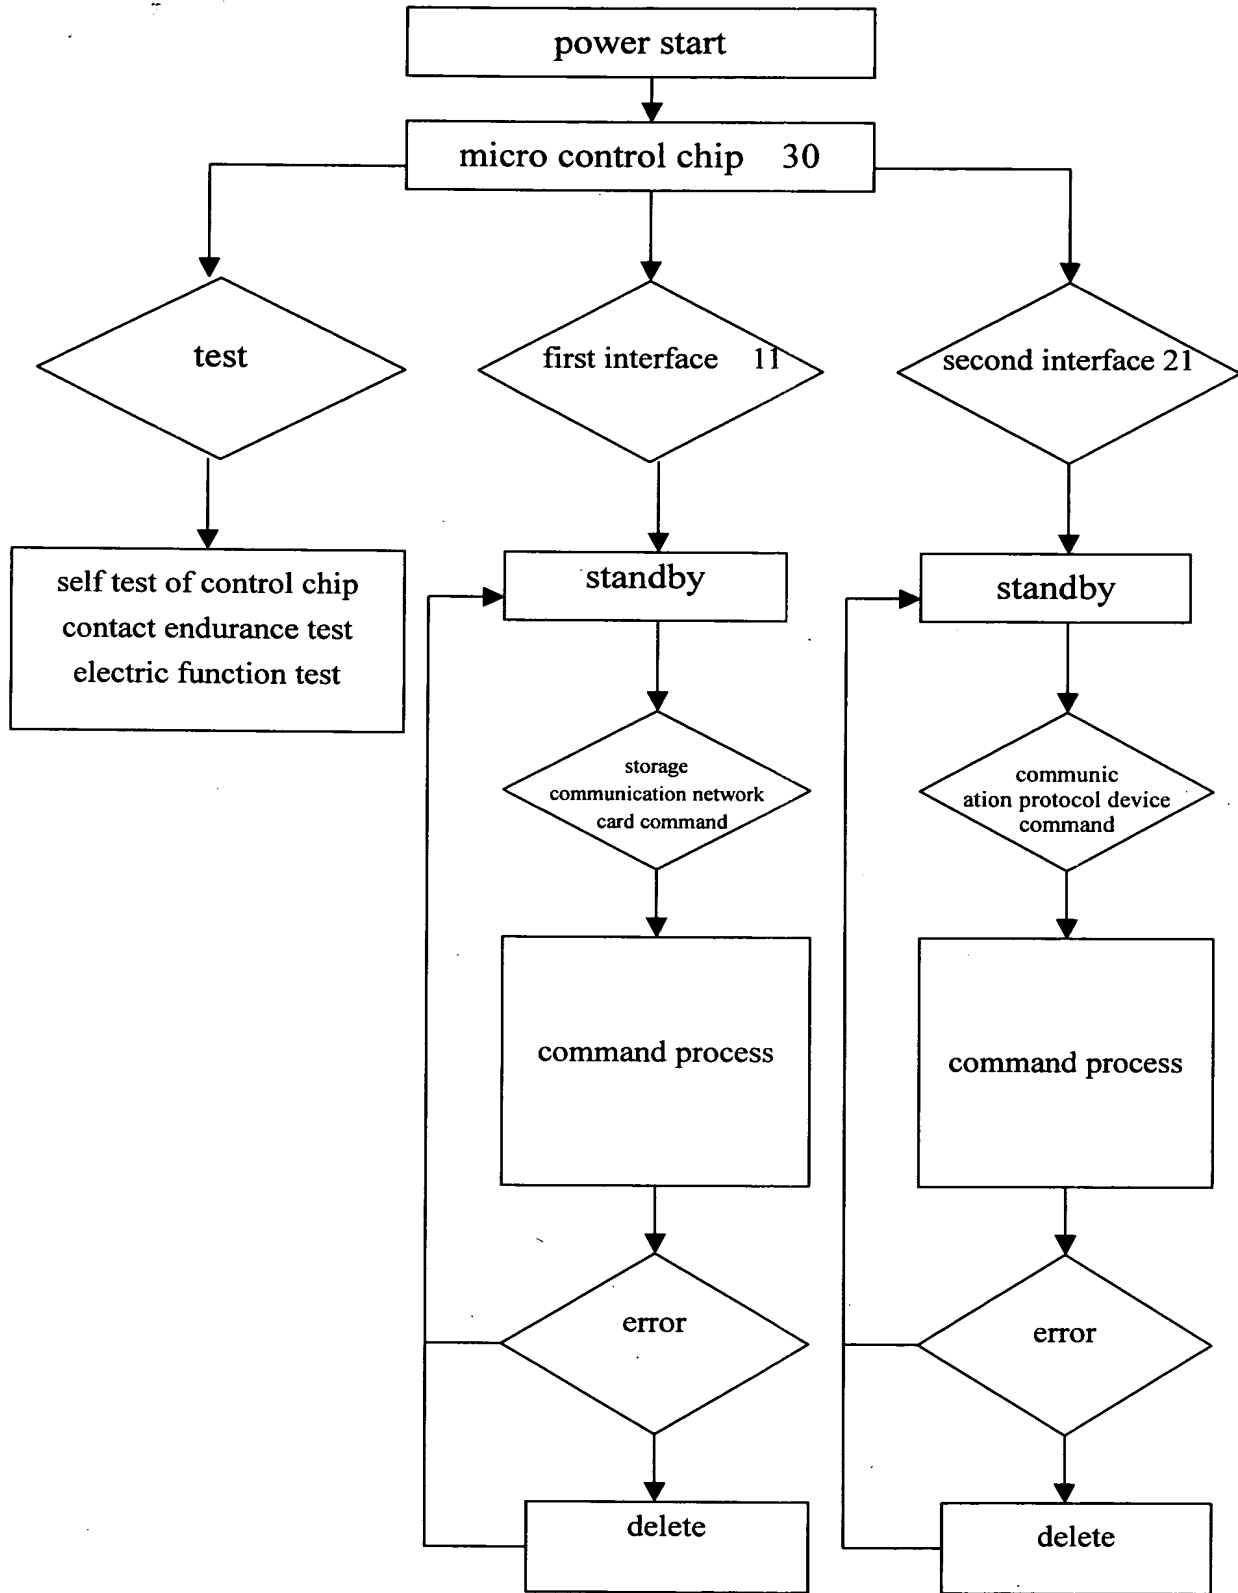 power start
micro control chip 30
test
first interface 11
second interface 21
self test of control chip
contact endurance test
electric function test
standby
standby
storage
communication network
card command
communic
ation protocol device
command
command process
command process
error
error
delete
delete